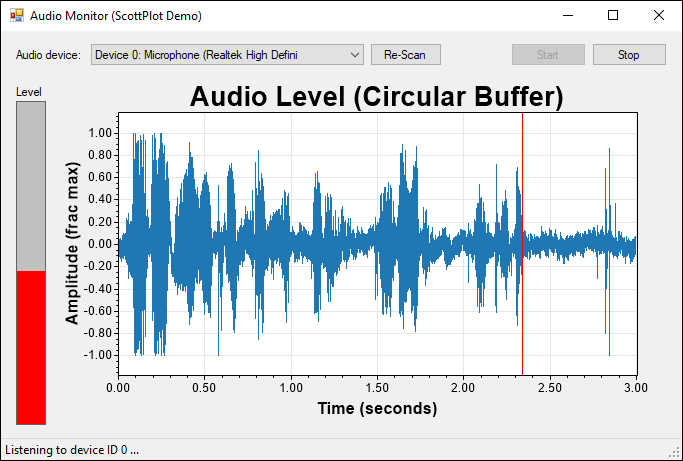 Audio Monitor (ScottPlot Demo)
Audio device: Device 0: Microphone (Realtek High Defini Re-Scan Start Stop
Level
Audio Level (Circular Buffer)
1.00
0.80
0.60
0.40
0.20
0.00
-0.20
-0.40
-0.60
-0.80
-1.00
Amplitude (frac max)
0.00 0.50 1.00 1.50 2.00 2.50 3.00
Time (seconds)
Listening to device ID 0 ...